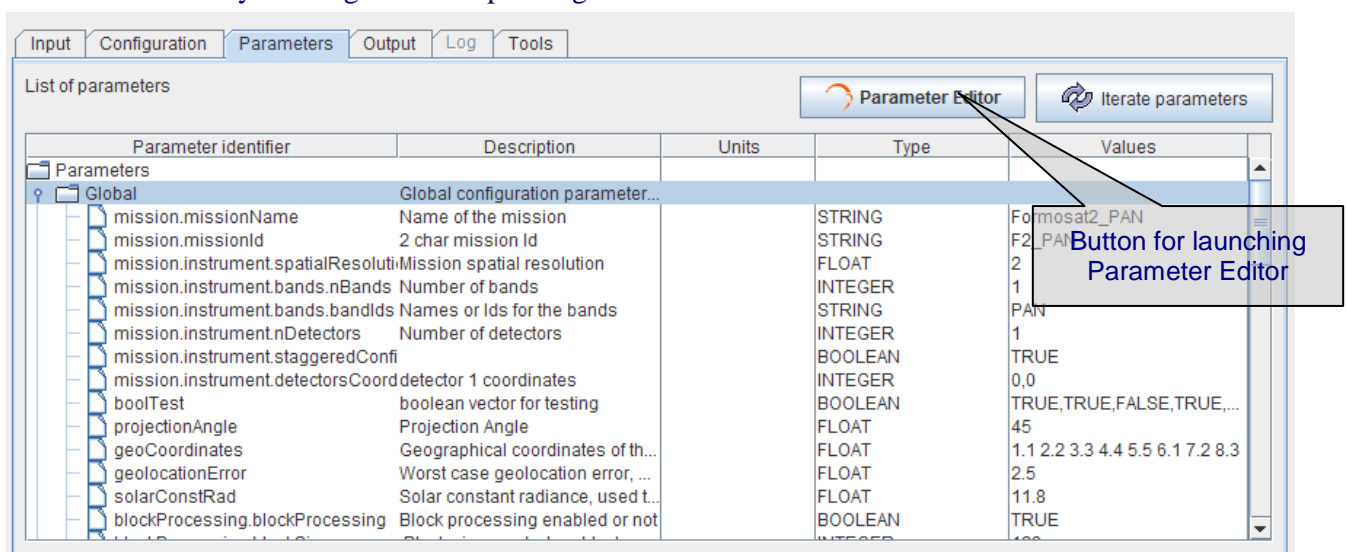 Input Configuration Parameters Output Log Tools
List of parameters
Parameter Editor Iterate parameters
Parameter identifier Description Units Type Values
Parameters
Global Global configuration parameter...
mission.missionName Name of the mission STRING Formosat2_PAN
mission.missionId 2 char mission Id STRING F2_PAN
mission.instrument.spatialResoluti Mission spatial resolution FLOAT 2
mission.instrument.bands.nBands Number of bands INTEGER 1
mission.instrument.bands.bandIds Names or Ids for the bands STRING PAN
mission.instrument.nDetectors Number of detectors INTEGER 1
mission.instrument.staggeredConfi BOOLEAN TRUE
mission.instrument.detectorsCoord detector 1 coordinates INTEGER 0,0
boolTest boolean vector for testing BOOLEAN TRUE,TRUE,FALSE,TRUE,...
projectionAngle Projection Angle FLOAT 45
geoCoordinates Geographical coordinates of th... FLOAT 1.1 2.2 3.3 4.4 5.5 6.1 7.2 8.3
geolocationError Worst case geolocation error, ... FLOAT 2.5
solarConstRad Solar constant radiance, used t... FLOAT 11.8
blockProcessing.blockProcessing Block processing enabled or not BOOLEAN TRUE
Button for launching
Parameter Editor